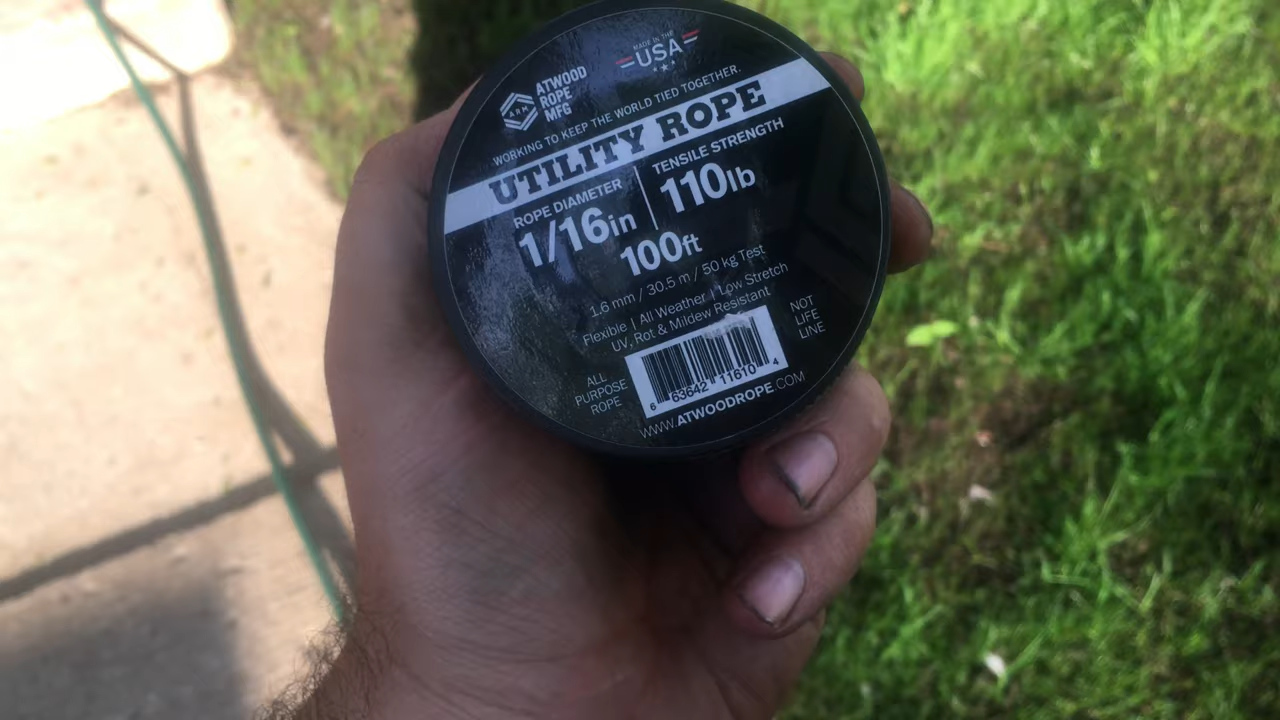 MADE IN THE
USA
ARM
ATWOOD
ROPE
MFG
WORKING TO KEEP THE WORLD TIED TOGETHER.
UTILITY ROPE
ROPE DIAMETER
1/16in
TENSILE STRENGTH
110lb
100ft
1.6 mm / 30.5 m / 50 kg Test
Flexible | All Weather | Low Stretch
UV, Rot & Mildew Resistant
NOT
LIFE
LINE
ALL
PURPOSE
ROPE
6 63642 11610 4
WWW.ATWOODROPE.COM